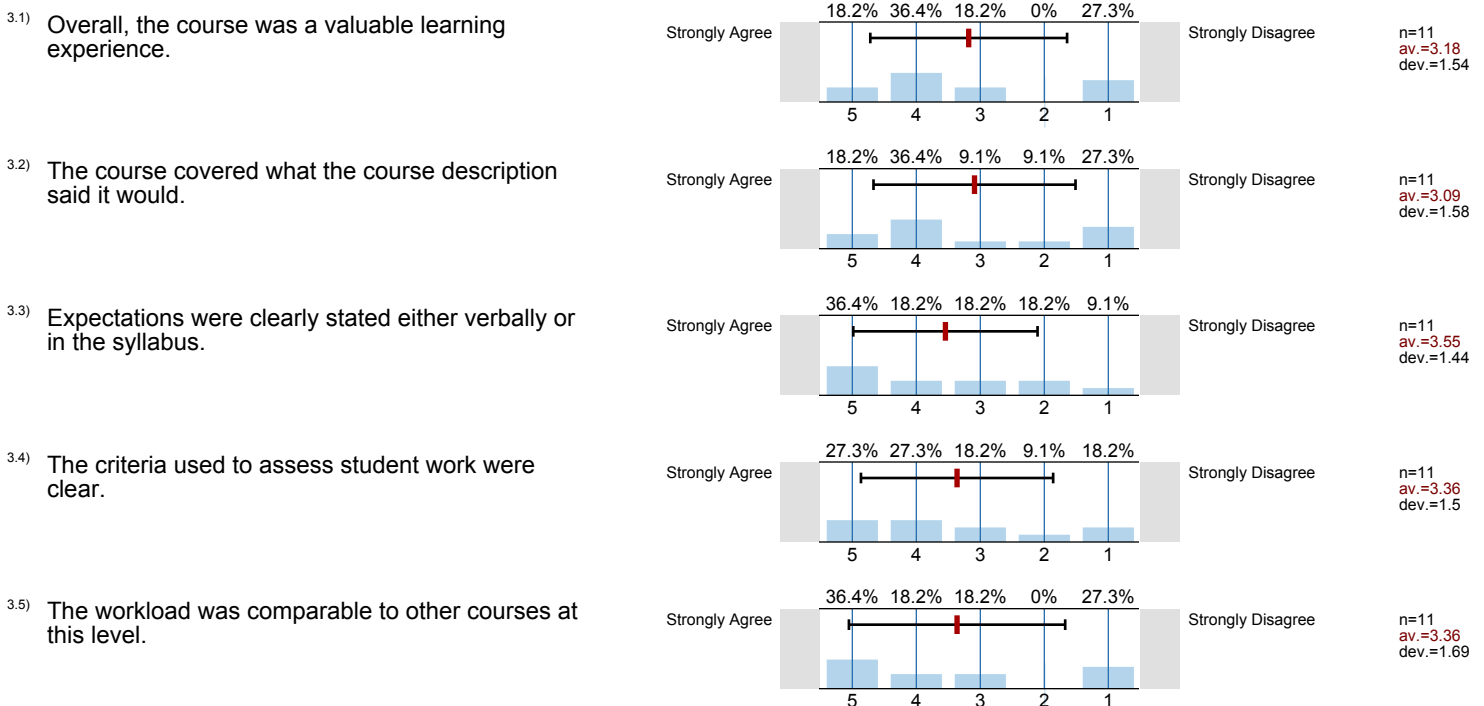 18.2% 36.4% 18.2% 0% 27.3%
3.1) Overall, the course was a valuable learning
experience.
Strongly Agree
Strongly Disagree
n=11
av.=3.18
dev.=1.54
5 4 3 2 1
18.2% 36.4% 9.1% 9.1% 27.3%
3.2) The course covered what the course description
said it would.
Strongly Agree
Strongly Disagree
n=11
av.=3.09
dev.=1.58
5 4 3 2 1
36.4% 18.2% 18.2% 18.2% 9.1%
3.3) Expectations were clearly stated either verbally or
in the syllabus.
Strongly Agree
Strongly Disagree
n=11
av.=3.55
dev.=1.44
5 4 3 2 1
27.3% 27.3% 18.2% 9.1% 18.2%
3.4) The criteria used to assess student work were
clear.
Strongly Agree
Strongly Disagree
n=11
av.=3.36
dev.=1.5
5 4 3 2 1
36.4% 18.2% 18.2% 0% 27.3%
3.5) The workload was comparable to other courses at
this level.
Strongly Agree
Strongly Disagree
n=11
av.=3.36
dev.=1.69
5 4 3 2 1